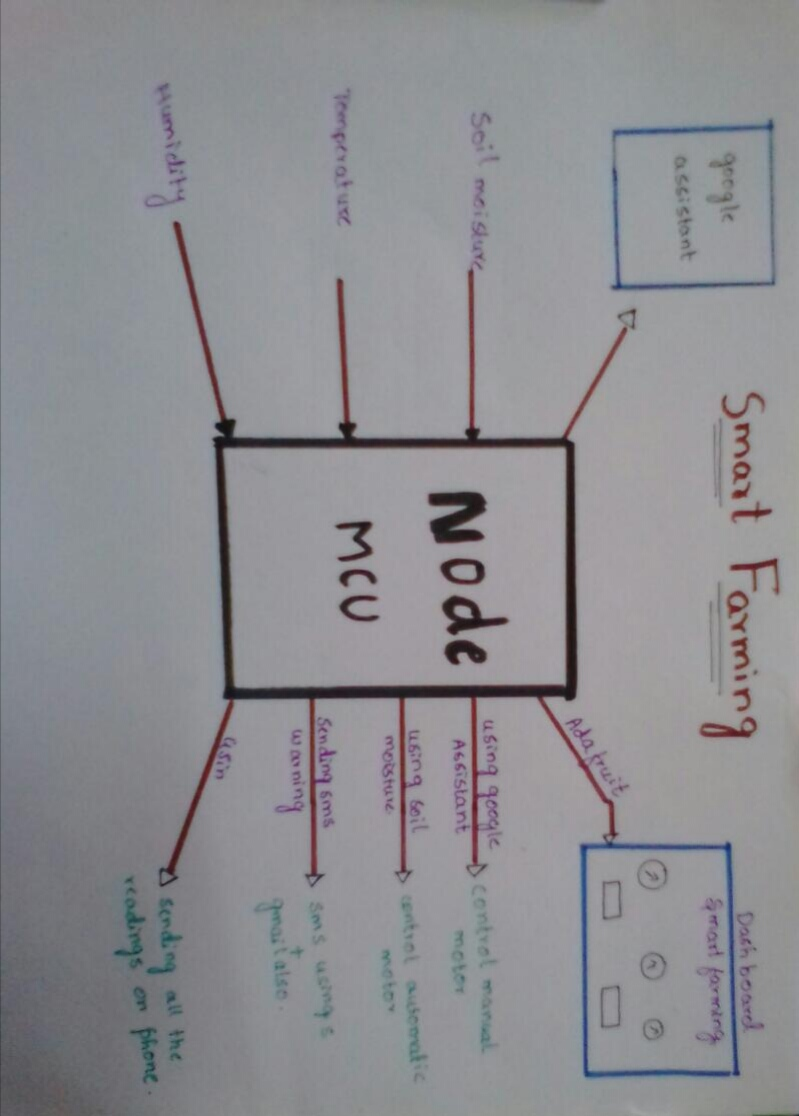 Smart Farming
google
assistant
Soil moisture
Temperature
Humidity
Node
MCU
Adafruit
Dashboard
Smart farming
using google
Assistant
control manual
motor
using soil
moisture
control automatic
motor
sending sms
warning
sms using s
+
gmail also.
sending all the
readings on phone.